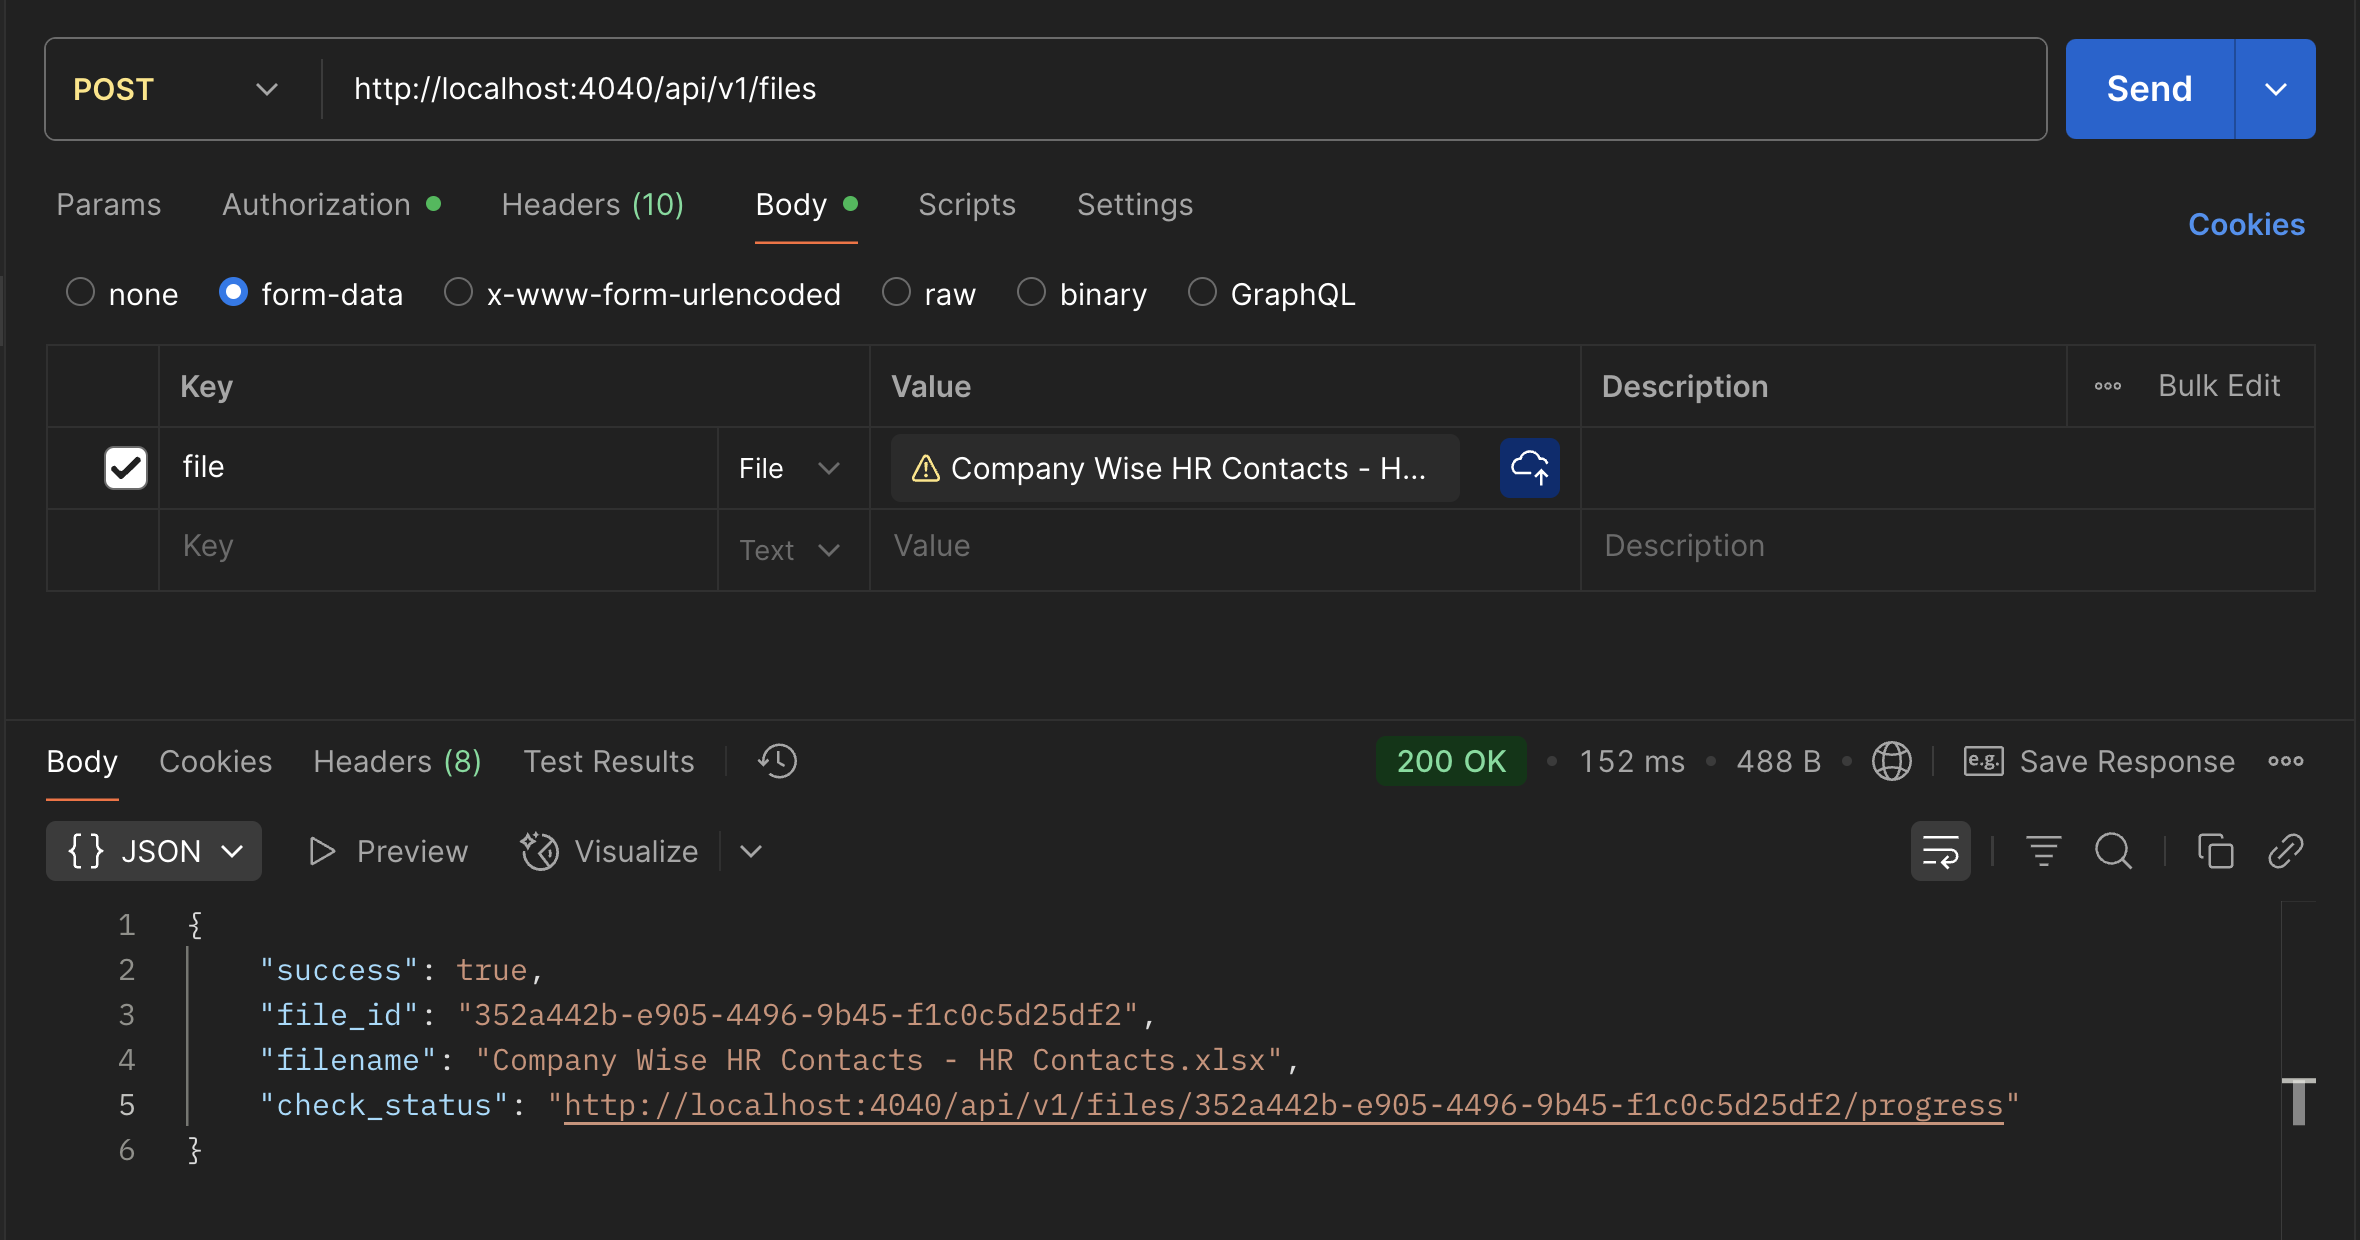 POST http://localhost:4040/api/v1/files Send
Params Authorization Headers (10) Body Scripts Settings Cookies
none form-data x-www-form-urlencoded raw binary GraphQL
Key Value Description Bulk Edit
file File Company Wise HR Contacts - H...
Key Text Value Description
Body Cookies Headers (8) Test Results 200 OK • 152 ms • 488 B • e.g. Save Response
{} JSON Preview Visualize
1 {
2 "success": true,
3 "file_id": "352a442b-e905-4496-9b45-f1c0c5d25df2",
4 "filename": "Company Wise HR Contacts - HR Contacts.xlsx",
5 "check_status": "http://localhost:4040/api/v1/files/352a442b-e905-4496-9b45-f1c0c5d25df2/progress"
6 }